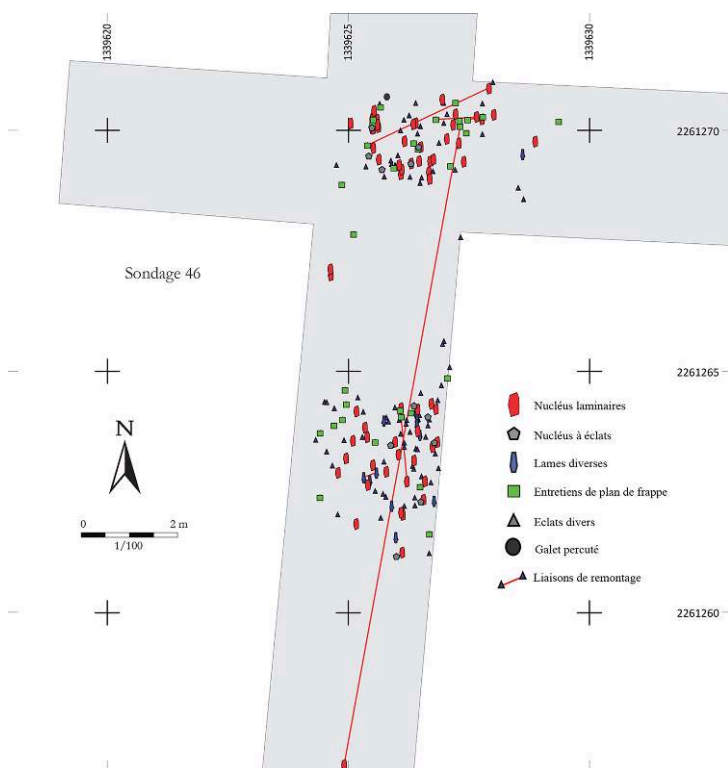 1339620
1339625
1339630
2261270
Sondage 46
2261265
Nucléus laminaires
Nucléus à éclats
N
Lames diverses
Entretiens de plan de frappe
0 2 m
Eclats divers
1/100
Galet percuté
Liaisons de remontage
2261260